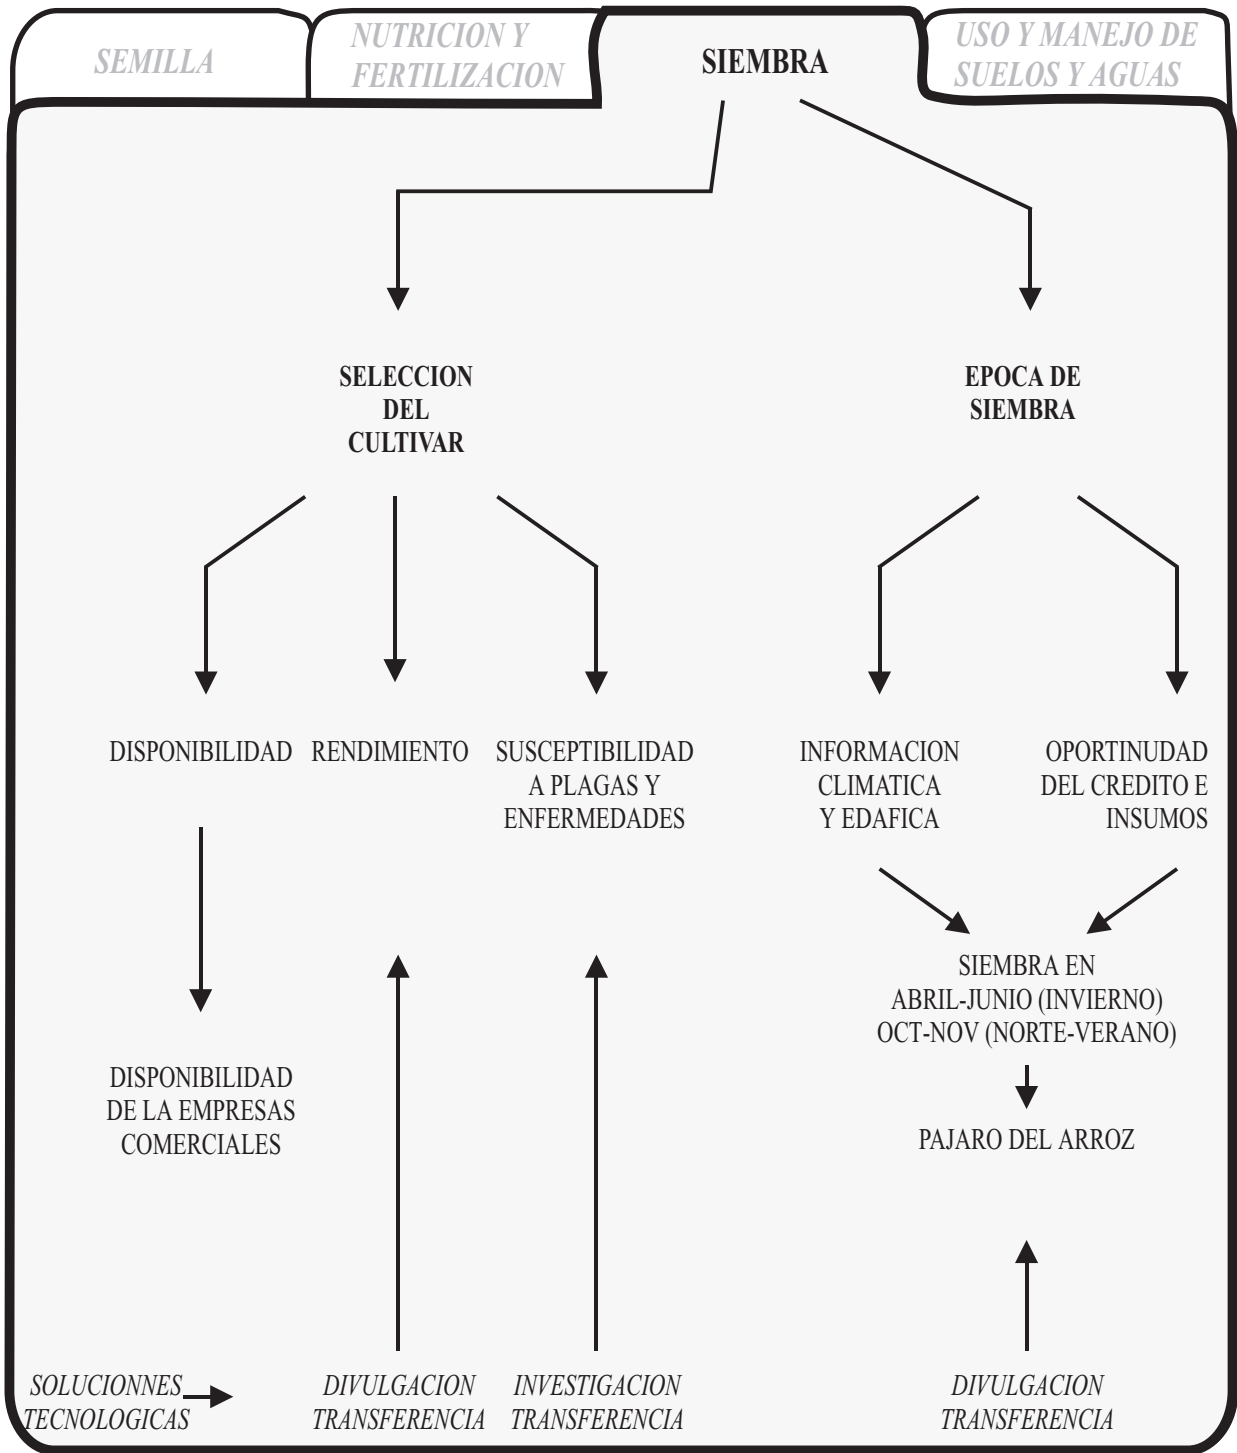 SEMILLA
NUTRICION Y
FERTILIZACION
SIEMBRA
USO Y MANEJO DE
SUELOS Y AGUAS
SELECCION
DEL
CULTIVAR
EPOCA DE
SIEMBRA
DISPONIBILIDAD
RENDIMIENTO
SUSCEPTIBILIDAD
A PLAGAS Y
ENFERMEDADES
INFORMACION
CLIMATICA
Y EDAFICA
OPORTINUDAD
DEL CREDITO E
INSUMOS
SIEMBRA EN
ABRIL-JUNIO (INVIERNO)
OCT-NOV (NORTE-VERANO)
DISPONIBILIDAD
DE LA EMPRESAS
COMERCIALES
PAJARO DEL ARROZ
SOLUCIONNES
TECNOLOGICAS
DIVULGACION
TRANSFERENCIA
INVESTIGACION
TRANSFERENCIA
DIVULGACION
TRANSFERENCIA